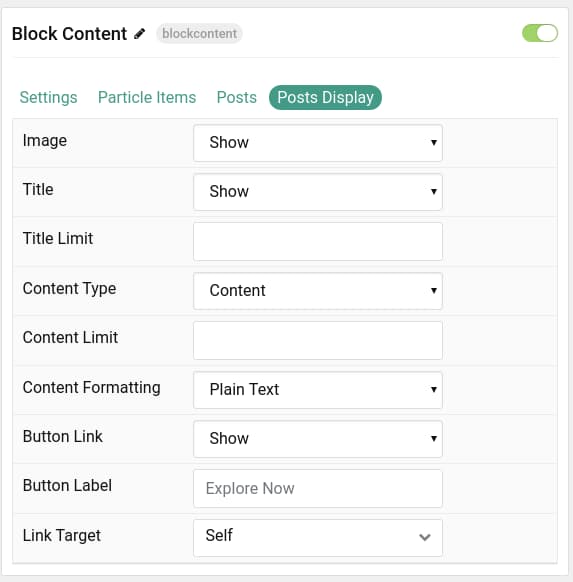 Block Content blockcontent
Settings Particle Items Posts Posts Display
Image Show
Title Show
Title Limit
Content Type Content
Content Limit
Content Formatting Plain Text
Button Link Show
Button Label Explore Now
Link Target Self